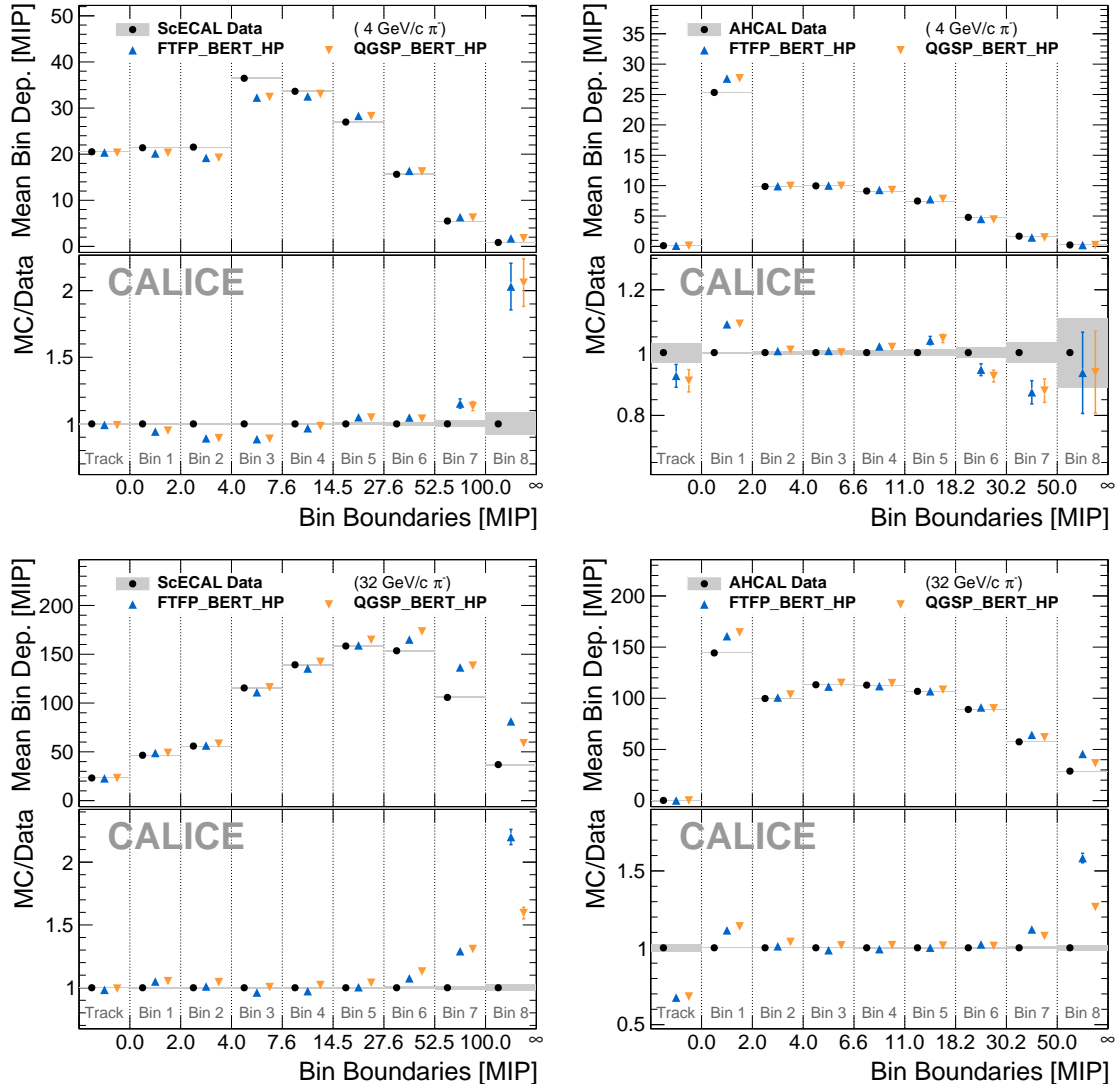 Mean Bin Dep. [MIP]
50
40
30
20
10
0
ScECAL Data
( 4 GeV/c π-)
FTFP_BERT_HP
QGSP_BERT_HP
MC/Data
2
1.5
1
CALICE
Track Bin 1 Bin 2 Bin 3 Bin 4 Bin 5 Bin 6 Bin 7 Bin 8
0.0 2.0 4.0 7.6 14.5 27.6 52.5 100.0 ∞
Bin Boundaries [MIP]
Mean Bin Dep. [MIP]
35
30
25
20
15
10
5
0
AHCAL Data
( 4 GeV/c π-)
FTFP_BERT_HP
QGSP_BERT_HP
MC/Data
1.2
1
0.8
CALICE
Track Bin 1 Bin 2 Bin 3 Bin 4 Bin 5 Bin 6 Bin 7 Bin 8
0.0 2.0 4.0 6.6 11.0 18.2 30.2 50.0 ∞
Bin Boundaries [MIP]
Mean Bin Dep. [MIP]
200
150
100
50
0
ScECAL Data
(32 GeV/c π-)
FTFP_BERT_HP
QGSP_BERT_HP
MC/Data
2
1.5
1
CALICE
Track Bin 1 Bin 2 Bin 3 Bin 4 Bin 5 Bin 6 Bin 7 Bin 8
0.0 2.0 4.0 7.6 14.5 27.6 52.5 100.0 ∞
Bin Boundaries [MIP]
Mean Bin Dep. [MIP]
200
150
100
50
0
AHCAL Data
(32 GeV/c π-)
FTFP_BERT_HP
QGSP_BERT_HP
MC/Data
1.5
1
0.5
CALICE
Track Bin 1 Bin 2 Bin 3 Bin 4 Bin 5 Bin 6 Bin 7 Bin 8
0.0 2.0 4.0 6.6 11.0 18.2 30.2 50.0 ∞
Bin Boundaries [MIP]